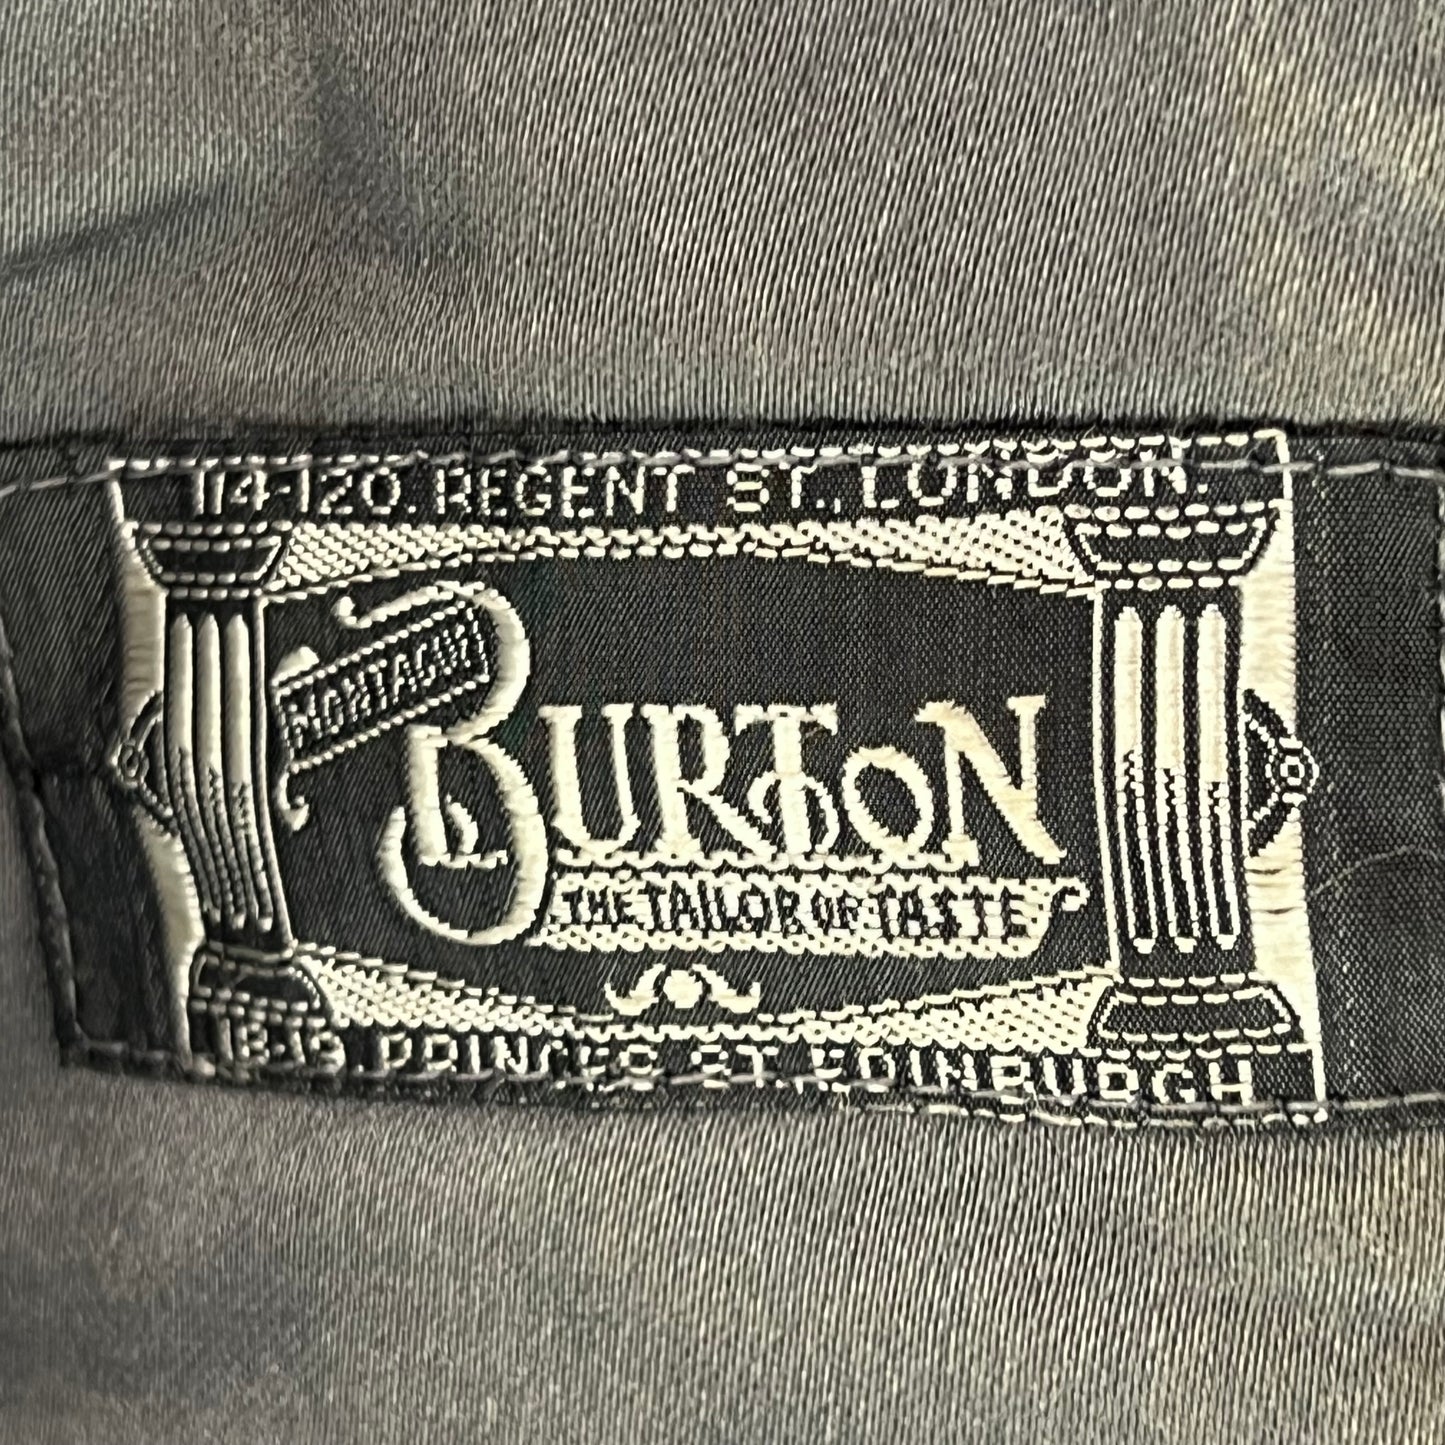 114-120. REGENT ST., LONDON.
MONTAGUE
BURTON
THE TAILOR OF TASTE
PRINCES ST. EDINBURGH